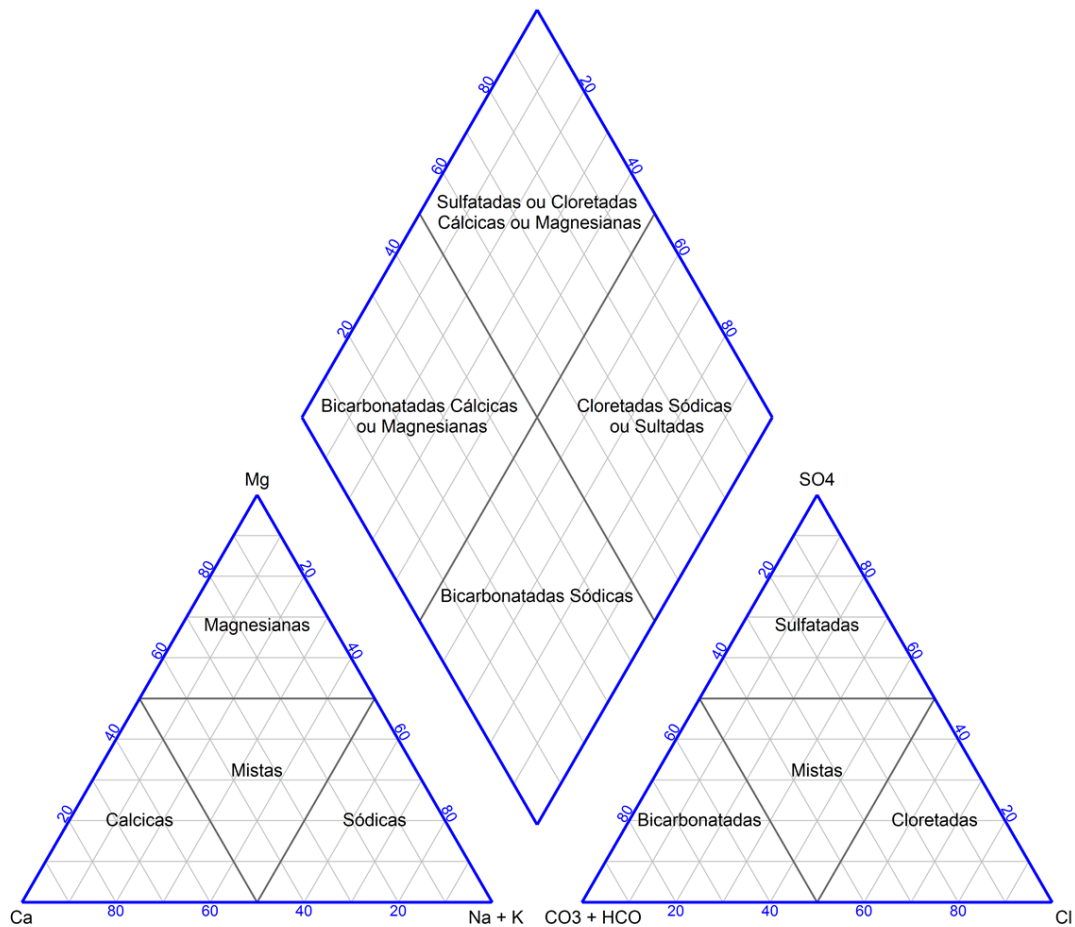 80
20
60
40
Sulfatadas ou Cloretadas
Cálcicas ou Magnesianas
40
60
20
80
Bicarbonatadas Cálcicas
ou Magnesianas
Cloretadas Sódicas
ou Sultadas
Bicarbonatadas Sódicas
Mg
80
20
Magnesianas
60
40
40
60
Mistas
20
80
Calcicas
Sódicas
Ca
80
60
40
20
Na + K
SO4
20
80
Sulfatadas
40
60
60
40
Mistas
80
20
Bicarbonatadas
Cloretadas
CO3 + HCO
20
40
60
80
Cl